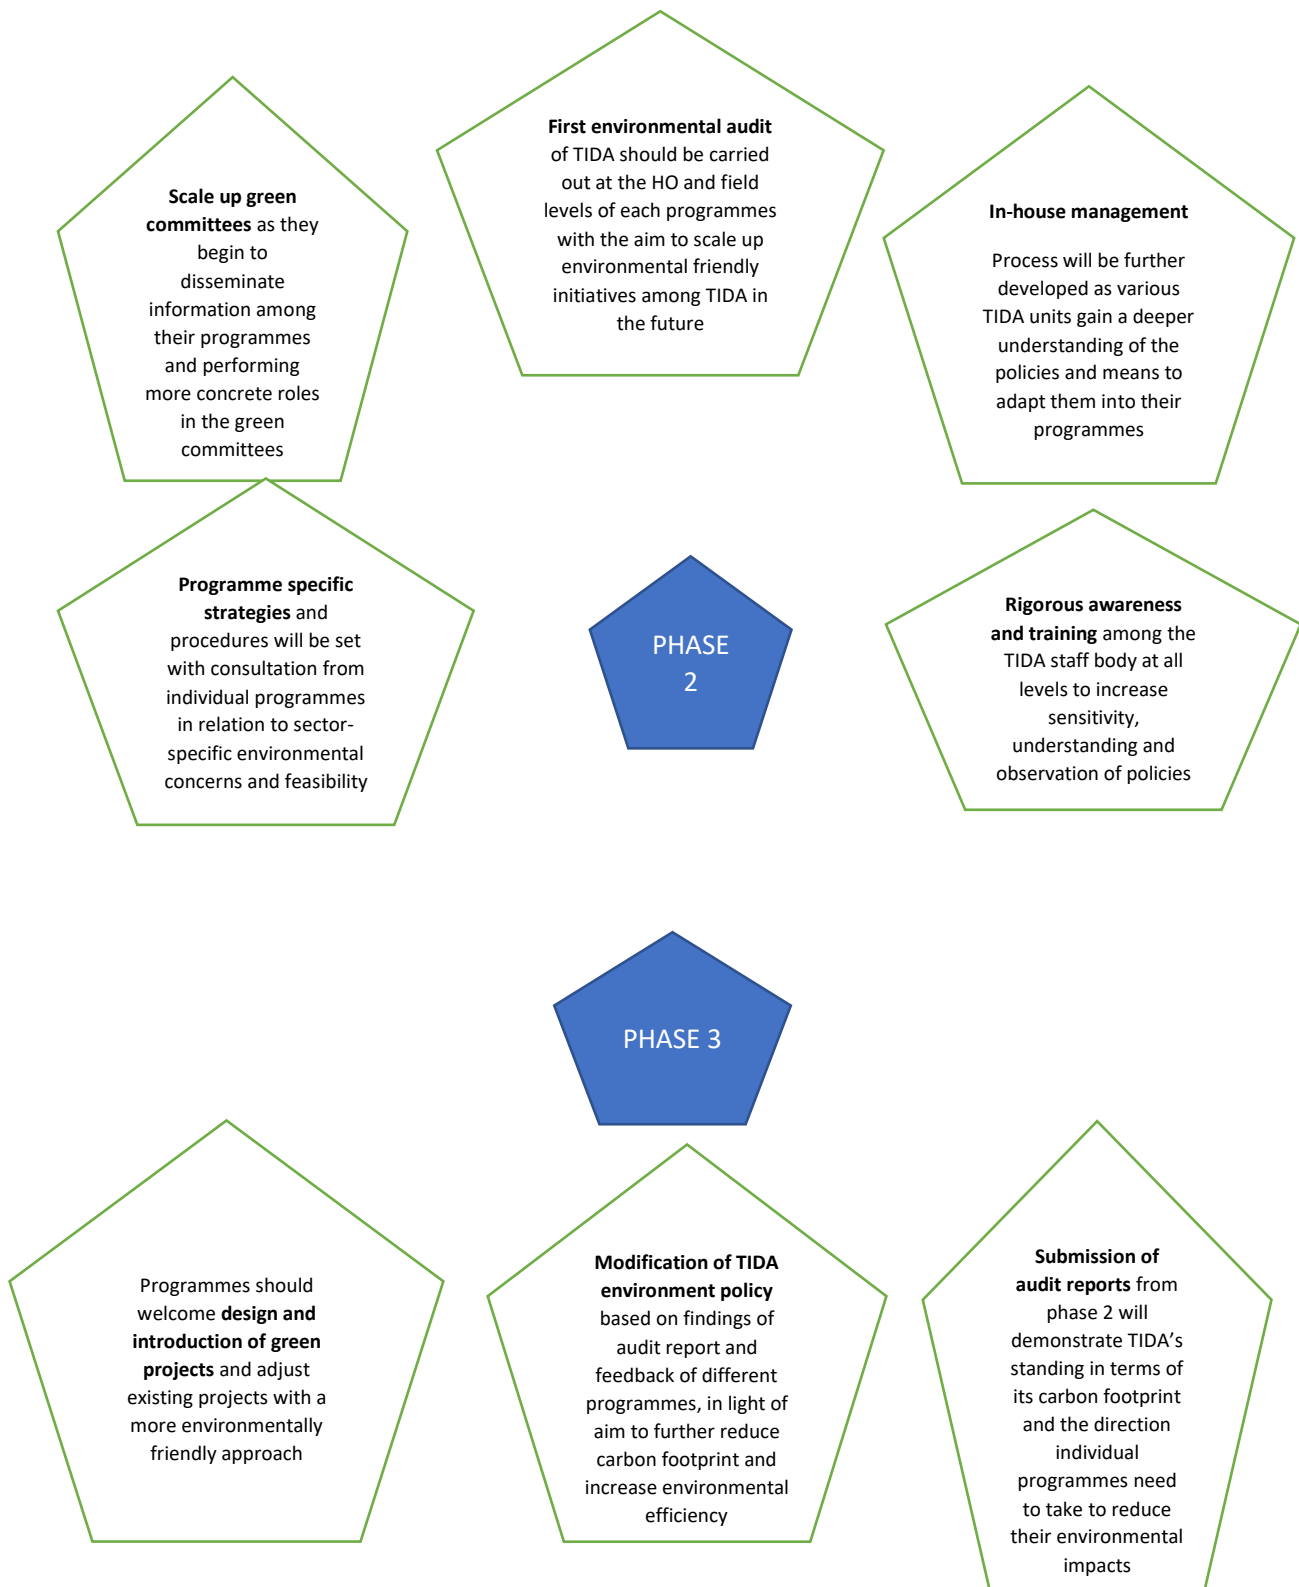 First environmental audit
of TIDA should be carried
out at the HO and field
levels of each programmes
with the aim to scale up
environmental friendly
initiatives among TIDA in
the future
Scale up green
committees as they
begin to
disseminate
information among
their programmes
and performing
more concrete roles
in the green
committees
In-house management
Process will be further
developed as various
TIDA units gain a deeper
understanding of the
policies and means to
adapt them into their
programmes
Programme specific
strategies and
procedures will be set
with consultation from
individual programmes
in relation to sector-
specific environmental
concerns and feasibility
PHASE
2
Rigorous awareness
and training among the
TIDA staff body at all
levels to increase
sensitivity,
understanding and
observation of policies
PHASE 3
Programmes should
welcome design and
introduction of green
projects and adjust
existing projects with a
more environmentally
friendly approach
Modification of TIDA
environment policy
based on findings of
audit report and
feedback of different
programmes, in light of
aim to further reduce
carbon footprint and
increase environmental
efficiency
Submission of
audit reports from
phase 2 will
demonstrate TIDA’s
standing in terms of
its carbon footprint
and the direction
individual
programmes need
to take to reduce
their environmental
impacts